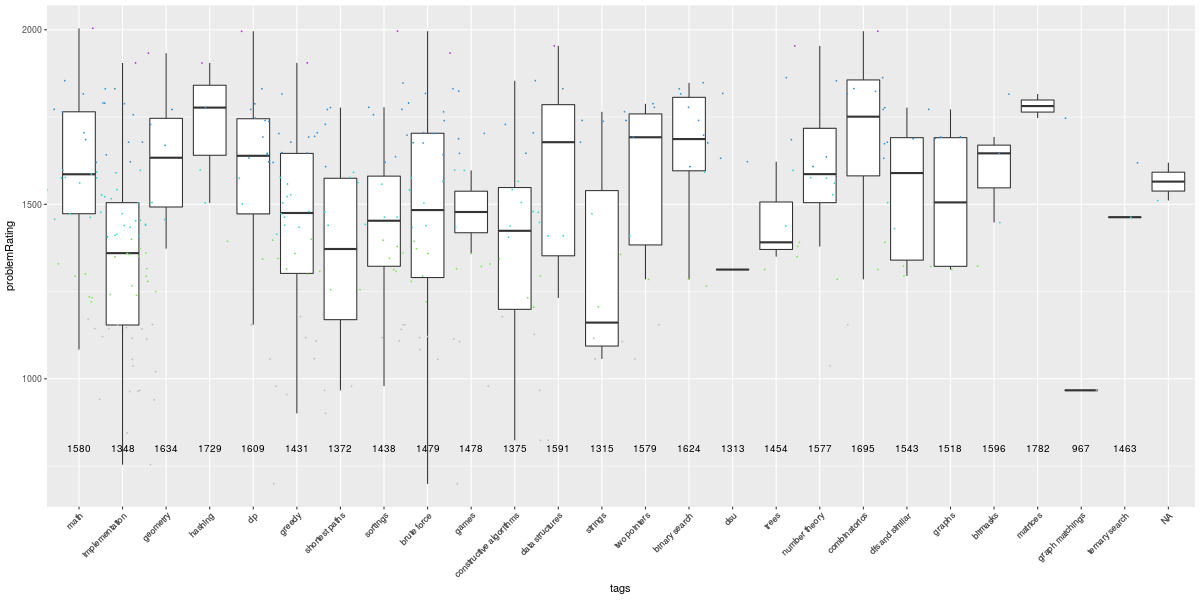 problemRating
2000
1500
1000
1580 1348 1634 1729 1609 1431 1372 1438 1479 1478 1375 1591 1315 1579 1624 1313 1454 1577 1695 1543 1518 1596 1782 967 1463
math implementation geometry hashing dp greedy shortest paths sortings brute force games constructive algorithms data structures strings two pointers binary search dsu trees number theory combinatorics dfs and similar graphs bitmasks matrices graph matchings ternary search NA
tags